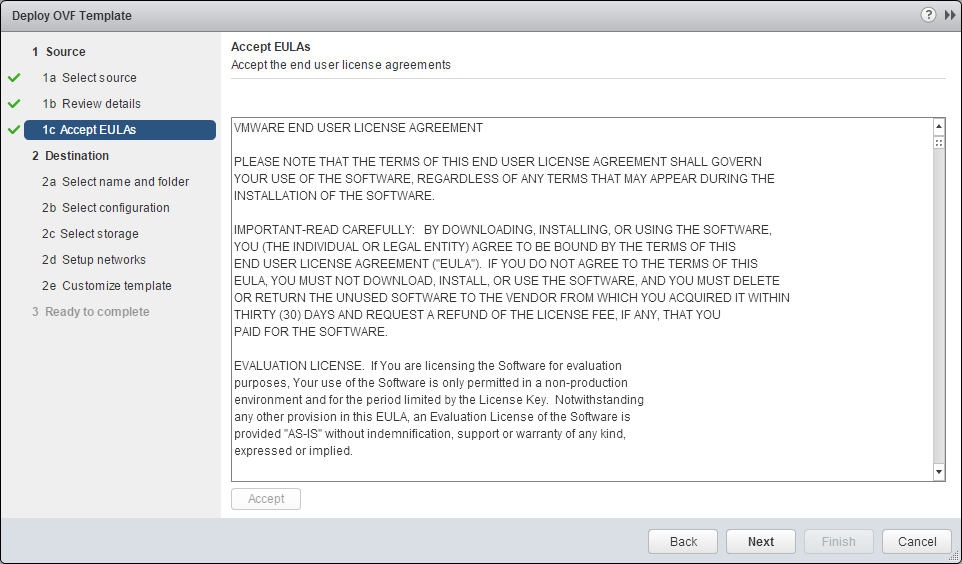 Deploy OVF Template
?
1 Source
1a Select source
1b Review details
1c Accept EULAs
2 Destination
2a Select name and folder
2b Select configuration
2c Select storage
2d Setup networks
2e Customize template
3 Ready to complete
Accept EULAs
Accept the end user license agreements
VMWARE END USER LICENSE AGREEMENT
PLEASE NOTE THAT THE TERMS OF THIS END USER LICENSE AGREEMENT SHALL GOVERN
YOUR USE OF THE SOFTWARE, REGARDLESS OF ANY TERMS THAT MAY APPEAR DURING THE
INSTALLATION OF THE SOFTWARE.
IMPORTANT-READ CAREFULLY:   BY DOWNLOADING, INSTALLING, OR USING THE SOFTWARE,
YOU (THE INDIVIDUAL OR LEGAL ENTITY) AGREE TO BE BOUND BY THE TERMS OF THIS
END USER LICENSE AGREEMENT ("EULA").  IF YOU DO NOT AGREE TO THE TERMS OF THIS
EULA, YOU MUST NOT DOWNLOAD, INSTALL, OR USE THE SOFTWARE, AND YOU MUST DELETE
OR RETURN THE UNUSED SOFTWARE TO THE VENDOR FROM WHICH YOU ACQUIRED IT WITHIN
THIRTY (30) DAYS AND REQUEST A REFUND OF THE LICENSE FEE, IF ANY, THAT YOU
PAID FOR THE SOFTWARE.
EVALUATION LICENSE.  If You are licensing the Software for evaluation
purposes, Your use of the Software is only permitted in a non-production
environment and for the period limited by the License Key.  Notwithstanding
any other provision in this EULA, an Evaluation License of the Software is
provided "AS-IS" without indemnification, support or warranty of any kind,
expressed or implied.
Accept
Back
Next
Finish
Cancel